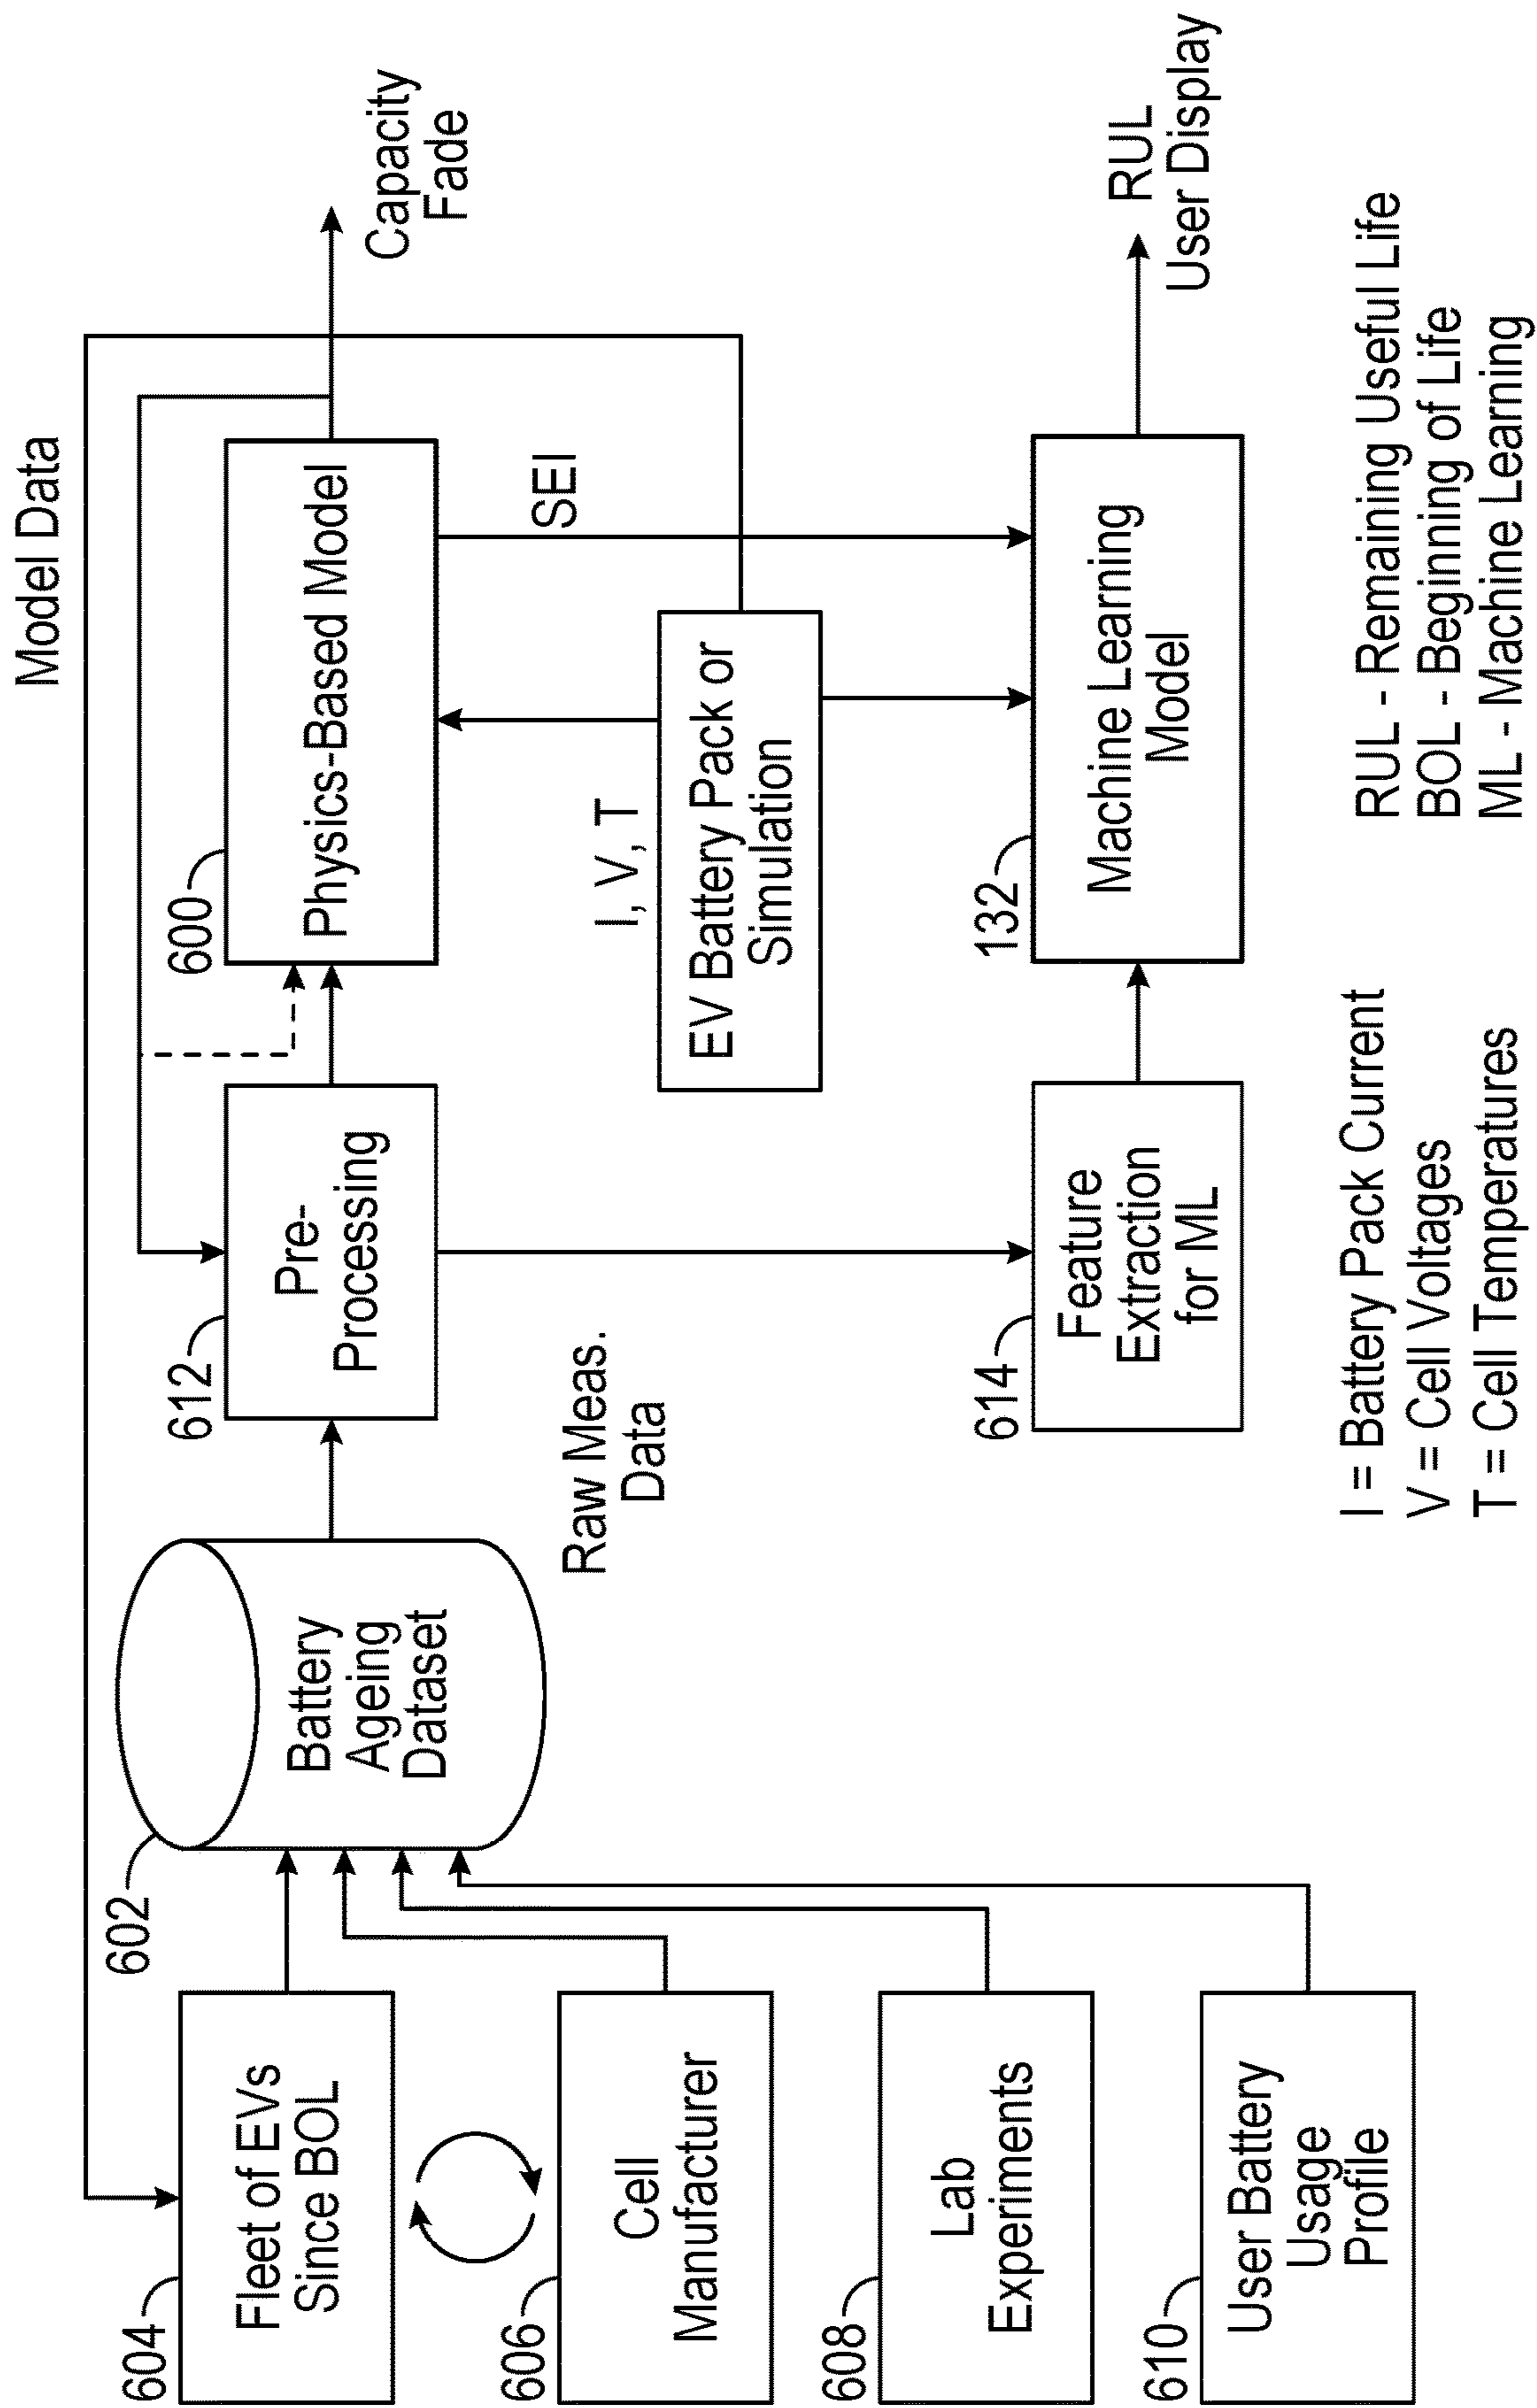 Model Data
604
Fleet of EVs
Since BOL
606
Cell
Manufacturer
608
Lab
Experiments
610
User Battery
Usage
Profile
602
Battery
Ageing
Dataset
Raw Meas.
Data
612
Pre-
Processing
614
Feature
Extraction
for ML
600
Physics-Based Model
Capacity
Fade
SEI
I, V, T
EV Battery Pack or
Simulation
132
Machine Learning
Model
RUL
User Display
I = Battery Pack Current
V = Cell Voltages
T = Cell Temperatures
RUL - Remaining Useful Life
BOL - Beginning of Life
ML - Machine Learning